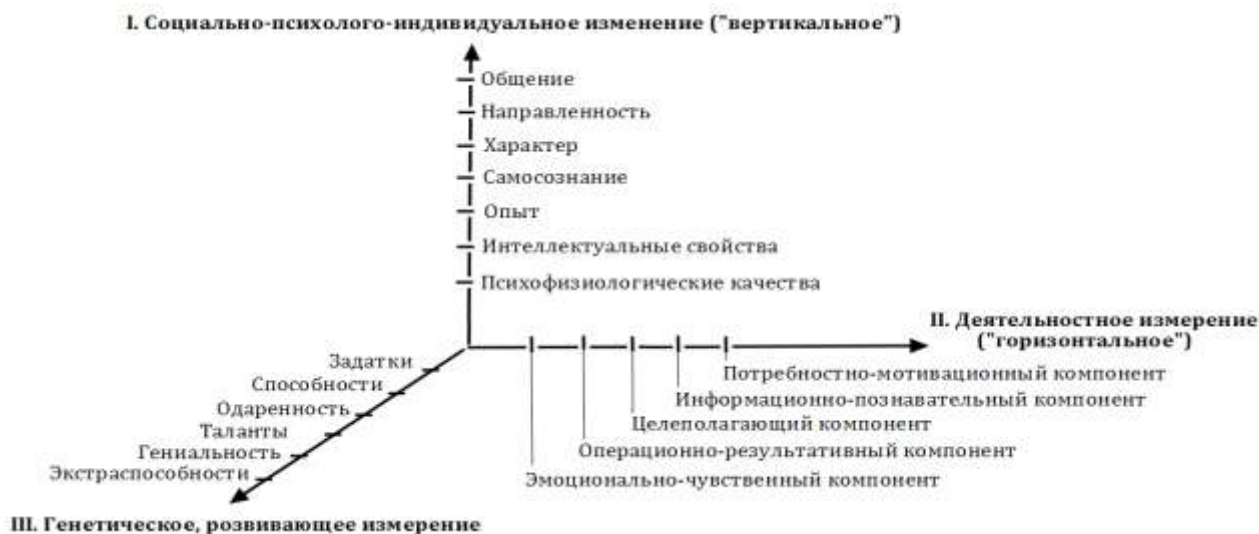 I. Социально-психолого-индивидуальное изменение ("вертикальное")
Общение
Направленность
Характер
Самосознание
Опыт
Интеллектуальные свойства
Психофизиологические качества
II. Деятельностное измерение
("горизонтальное")
Потребностно-мотивационный компонент
Информационно-познавательный компонент
Целеполагающий компонент
Операционно-результативный компонент
Эмоционально-чувственный компонент
Задатки
Способности
Одаренность
Таланты
Гениальность
Экстраспособности
III. Генетическое, розвивающее измерение